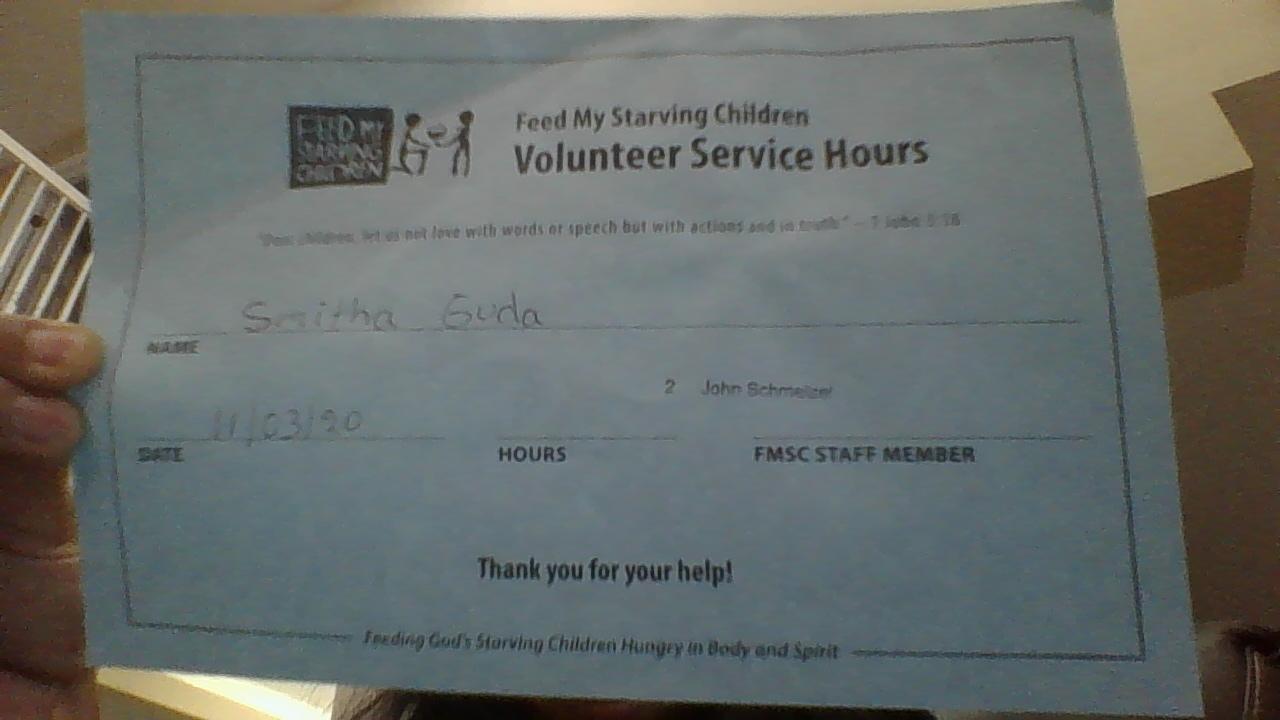 FEED MY
STARVING
CHILDREN
Feed My Starving Children
Volunteer Service Hours
"Dear children, let us not love with words or speech but with actions and in truth." – 1 John 3:18
Smitha Guda
NAME
2 John Schmelzer
11/03/20
DATE HOURS FMSC STAFF MEMBER
Thank you for your help!
Feeding God's Starving Children Hungry in Body and Spirit